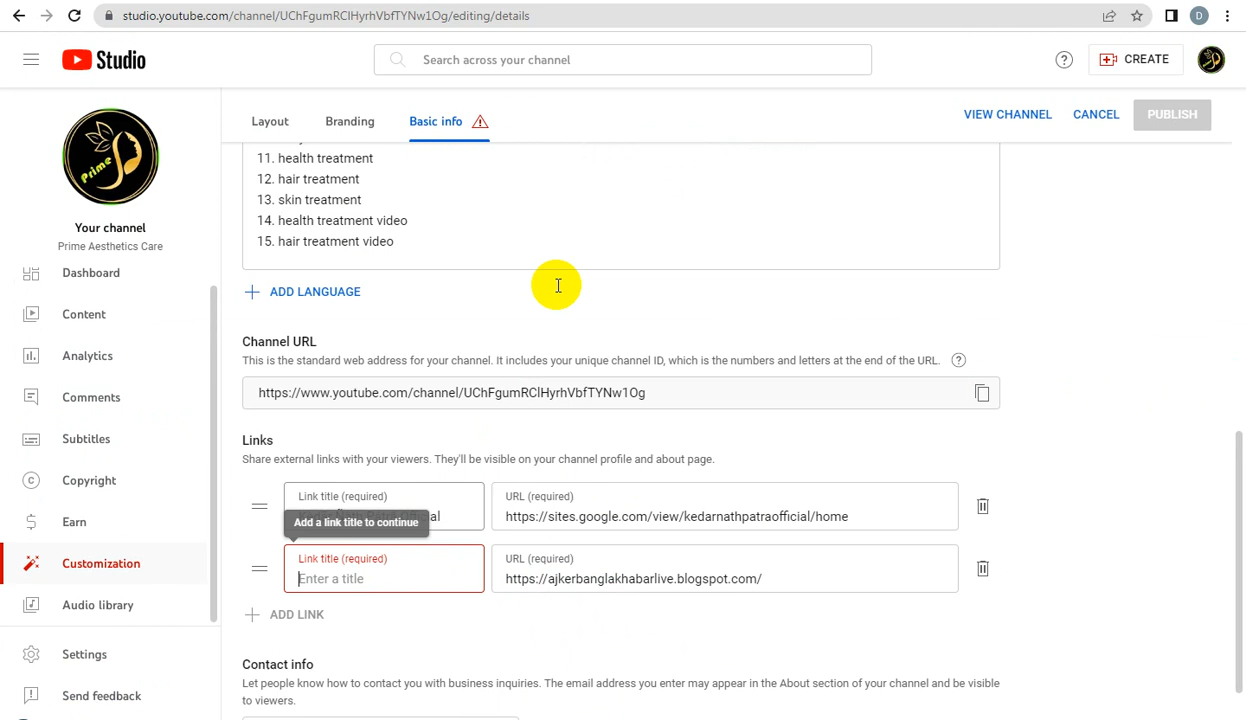 studio.youtube.com/channel/UChFgumRClHyrhVbfTYNw1Og/editing/details
D
Studio
Search across your channel
CREATE
Prime
Your channel
Prime Aesthetics Care
Dashboard
Content
Analytics
Comments
Subtitles
Copyright
Earn
Customization
Audio library
Settings
Send feedback
Layout
Branding
Basic info
VIEW CHANNEL
CANCEL
PUBLISH
11. health treatment
12. hair treatment
13. skin treatment
14. health treatment video
15. hair treatment video
ADD LANGUAGE
Channel URL
This is the standard web address for your channel. It includes your unique channel ID, which is the numbers and letters at the end of the URL.
https://www.youtube.com/channel/UChFgumRClHyrhVbfTYNw1Og
Links
Share external links with your viewers. They'll be visible on your channel profile and about page.
Link title (required)
URL (required)
https://sites.google.com/view/kedarnathpatraofficial/home
Add a link title to continue
Link title (required)
Enter a title
URL (required)
https://ajkerbanglakhabarlive.blogspot.com/
ADD LINK
Contact info
Let people know how to contact you with business inquiries. The email address you enter may appear in the About section of your channel and be visible
to viewers.